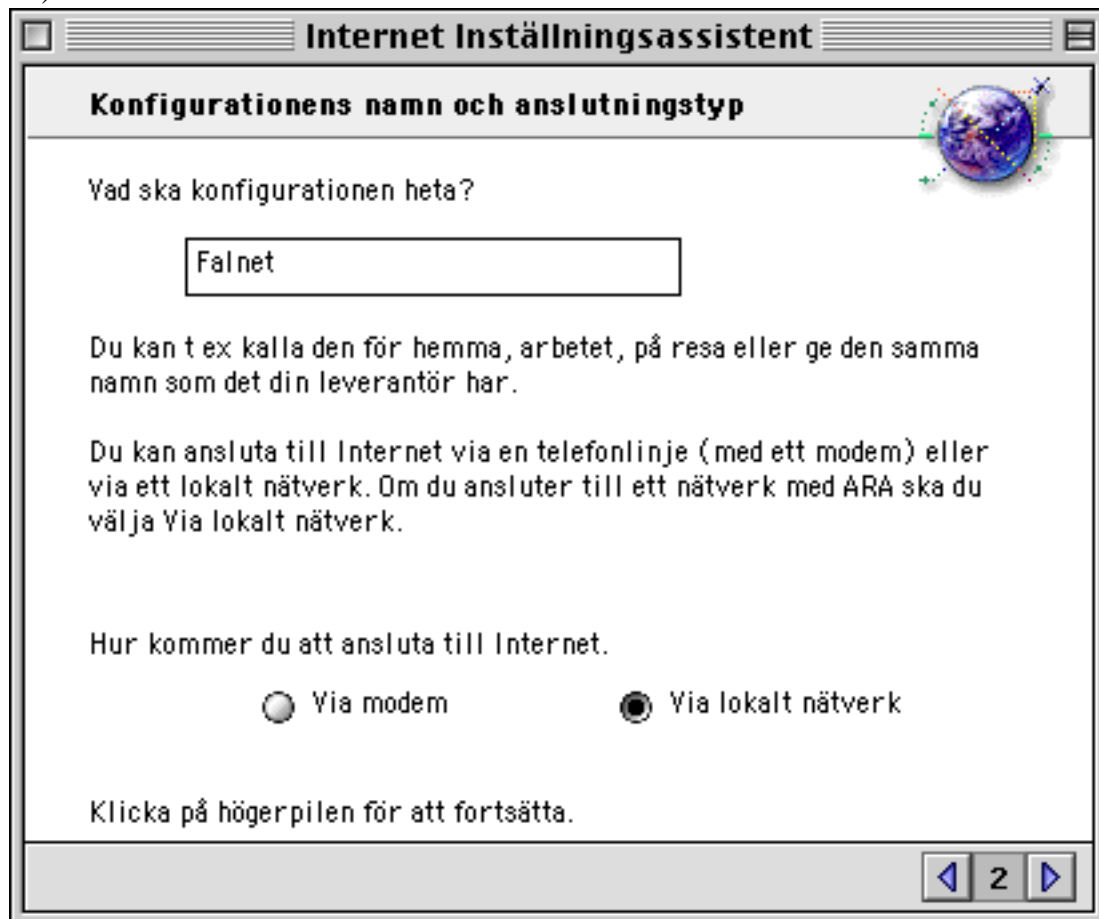 Internet Inställningsassistent
Konfigurationens namn och anslutningstyp
Vad ska konfigurationen heta?
Falnet
Du kan t ex kalla den för hemma, arbetet, på resa eller ge den samma
namn som det din leverantör har.
Du kan ansluta till Internet via en telefonlinje (med ett modem) eller
via ett lokalt nätverk. Om du ansluter till ett nätverk med ARA ska du
välja Via lokalt nätverk.
Hur kommer du att ansluta till Internet.
Via modem Via lokalt nätverk
Klicka på högerpilen för att fortsätta.
2